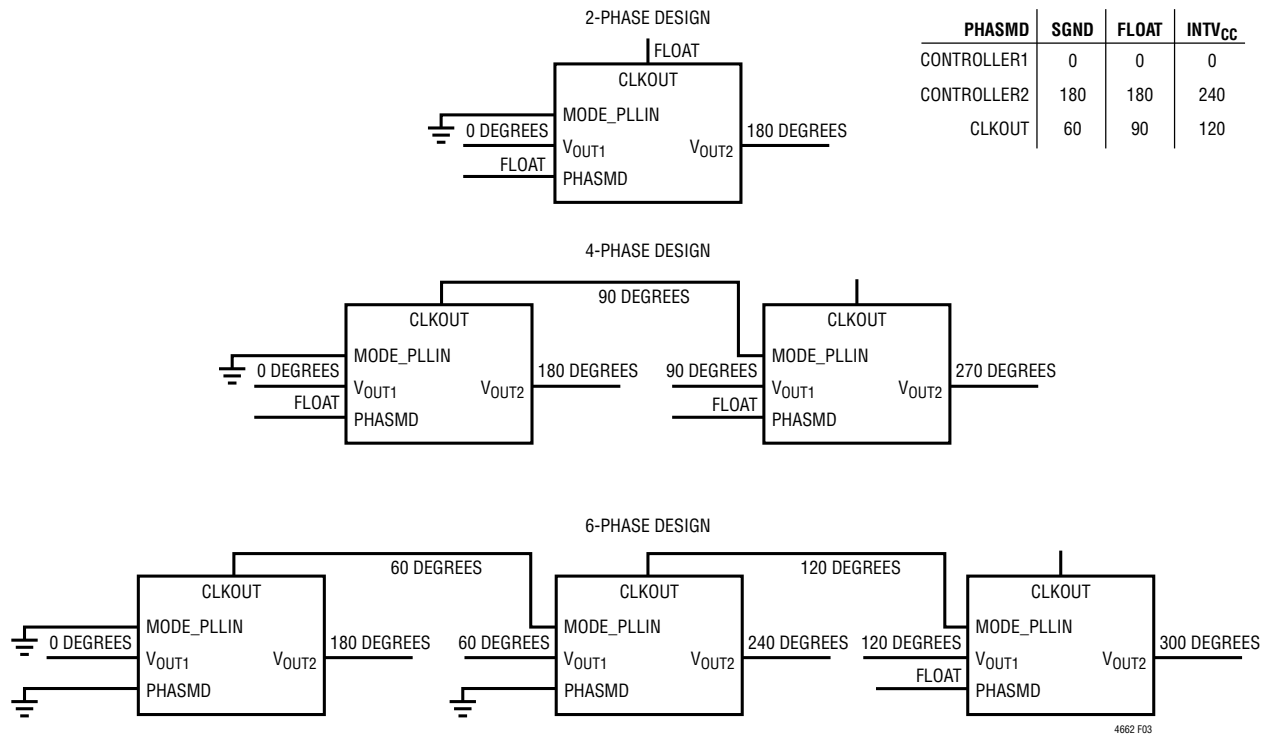 2-PHASE DESIGN
FLOAT
CLKOUT
MODE_PLLIN
0 DEGREES
180 DEGREES
VOUT1
VOUT2
FLOAT
PHASMD
PHASMD SGND FLOAT INTVCC
CONTROLLER1 0 0 0
CONTROLLER2 180 180 240
CLKOUT 60 90 120
4-PHASE DESIGN
90 DEGREES
CLKOUT
MODE_PLLIN
0 DEGREES
180 DEGREES
VOUT1
VOUT2
FLOAT
PHASMD
CLKOUT
MODE_PLLIN
90 DEGREES
270 DEGREES
VOUT1
VOUT2
FLOAT
PHASMD
6-PHASE DESIGN
60 DEGREES
120 DEGREES
CLKOUT
MODE_PLLIN
0 DEGREES
180 DEGREES
VOUT1
VOUT2
PHASMD
CLKOUT
MODE_PLLIN
60 DEGREES
240 DEGREES
VOUT1
VOUT2
PHASMD
CLKOUT
MODE_PLLIN
120 DEGREES
300 DEGREES
VOUT1
VOUT2
FLOAT
PHASMD
4662 F03